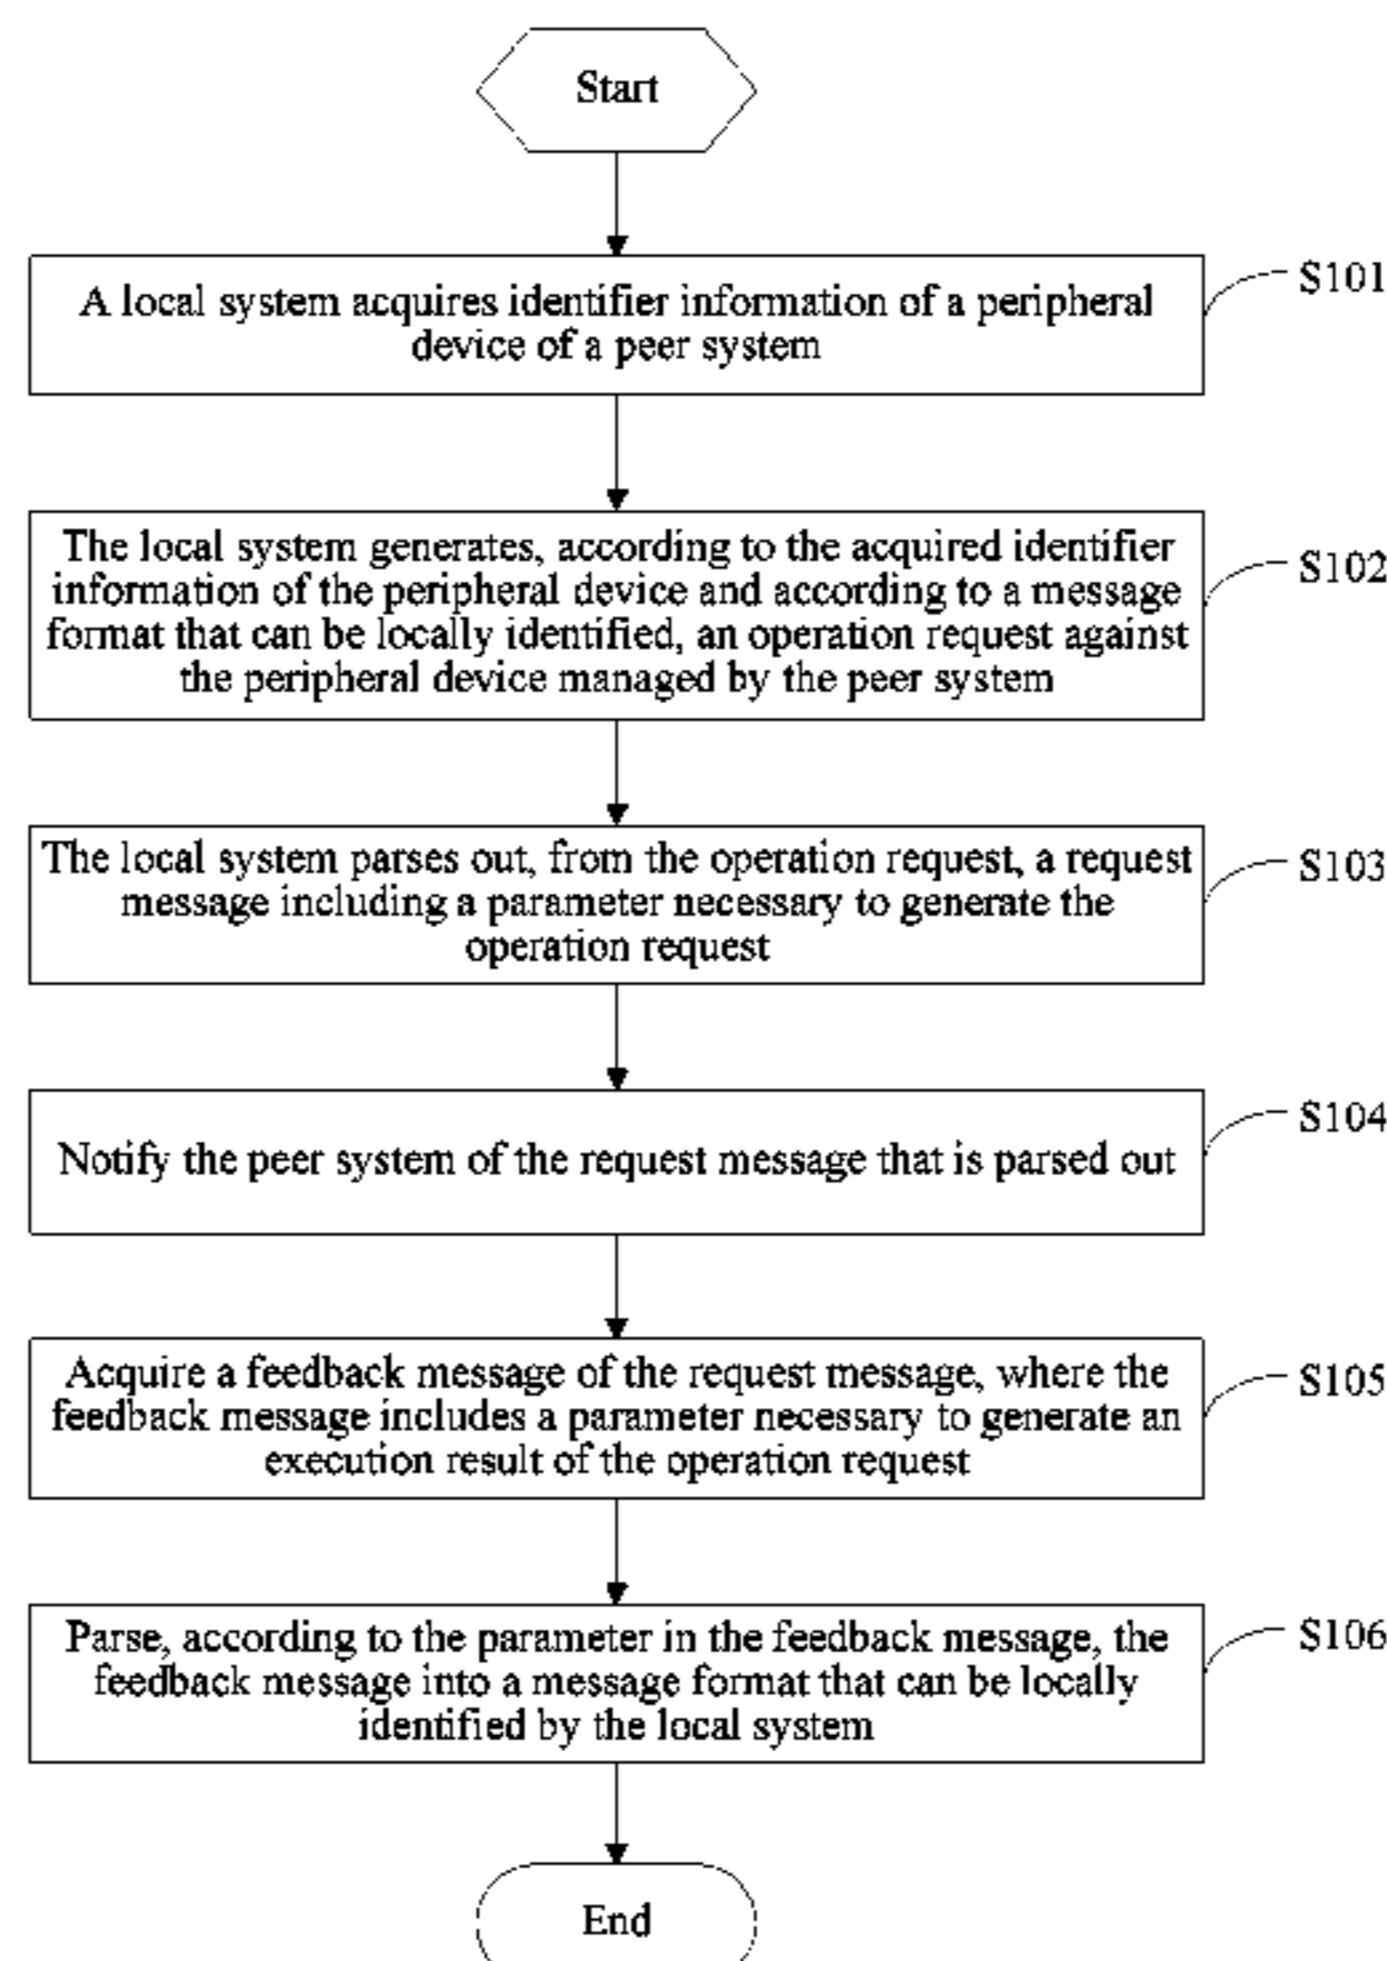 Start
A local system acquires identifier information of a peripheral
device of a peer system
S101
The local system generates, according to the acquired identifier
information of the peripheral device and according to a message
format that can be locally identified, an operation request against
the peripheral device managed by the peer system
S102
The local system parses out, from the operation request, a request
message including a parameter necessary to generate the
operation request
S103
Notify the peer system of the request message that is parsed out
S104
Acquire a feedback message of the request message, where the
feedback message includes a parameter necessary to generate an
execution result of the operation request
S105
Parse, according to the parameter in the feedback message, the
feedback message into a message format that can be locally
identified by the local system
S106
End